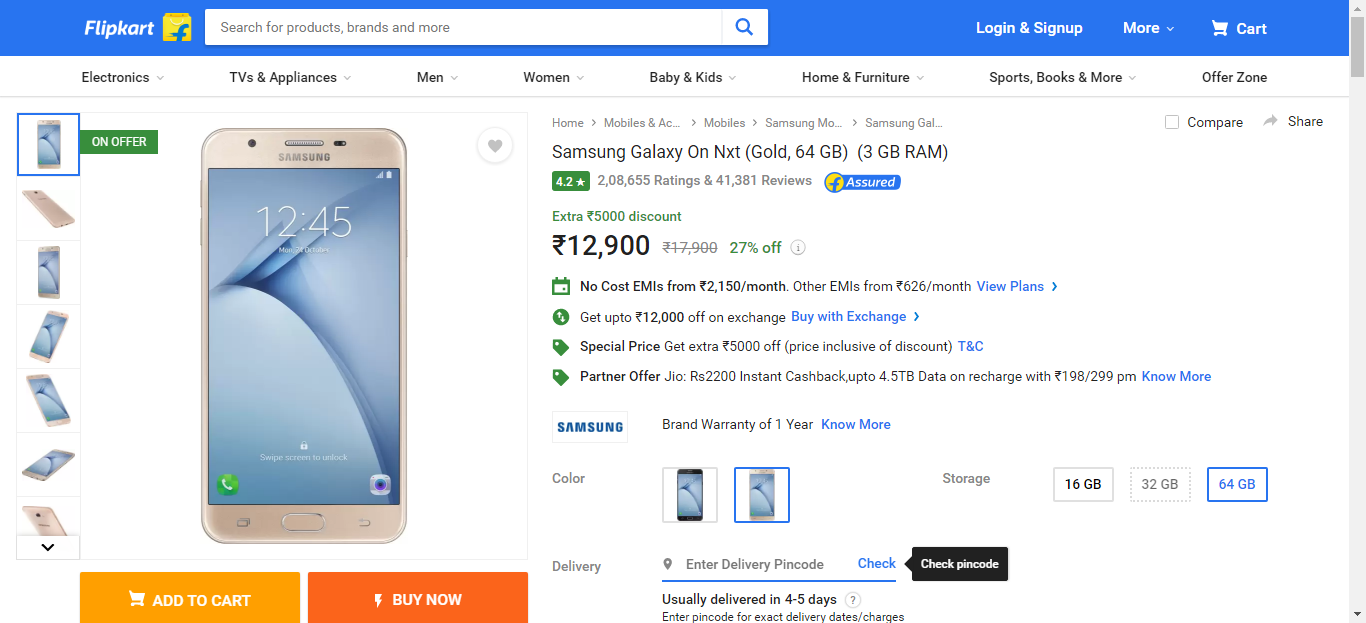 Flipkart
Search for products, brands and more
Login & Signup
More
Cart
Electronics
TVs & Appliances
Men
Women
Baby & Kids
Home & Furniture
Sports, Books & More
Offer Zone
ON OFFER
SAMSUNG
12:45
Swipe screen to unlock
ADD TO CART
BUY NOW
Home > Mobiles & Ac... > Mobiles > Samsung Mo... > Samsung Gal...
Compare
Share
Samsung Galaxy On Nxt (Gold, 64 GB) (3 GB RAM)
4.2 ★ 2,08,655 Ratings & 41,381 Reviews Assured
Extra ₹5000 discount
₹12,900 ₹17,900 27% off i
No Cost EMIs from ₹2,150/month. Other EMIs from ₹626/month View Plans >
Get upto ₹12,000 off on exchange Buy with Exchange >
Special Price Get extra ₹5000 off (price inclusive of discount) T&C
Partner Offer Jio: Rs2200 Instant Cashback,upto 4.5TB Data on recharge with ₹198/299 pm Know More
SAMSUNG Brand Warranty of 1 Year Know More
Color
Storage 16 GB 32 GB 64 GB
Delivery Enter Delivery Pincode Check Check pincode
Usually delivered in 4-5 days ?
Enter pincode for exact delivery dates/charges